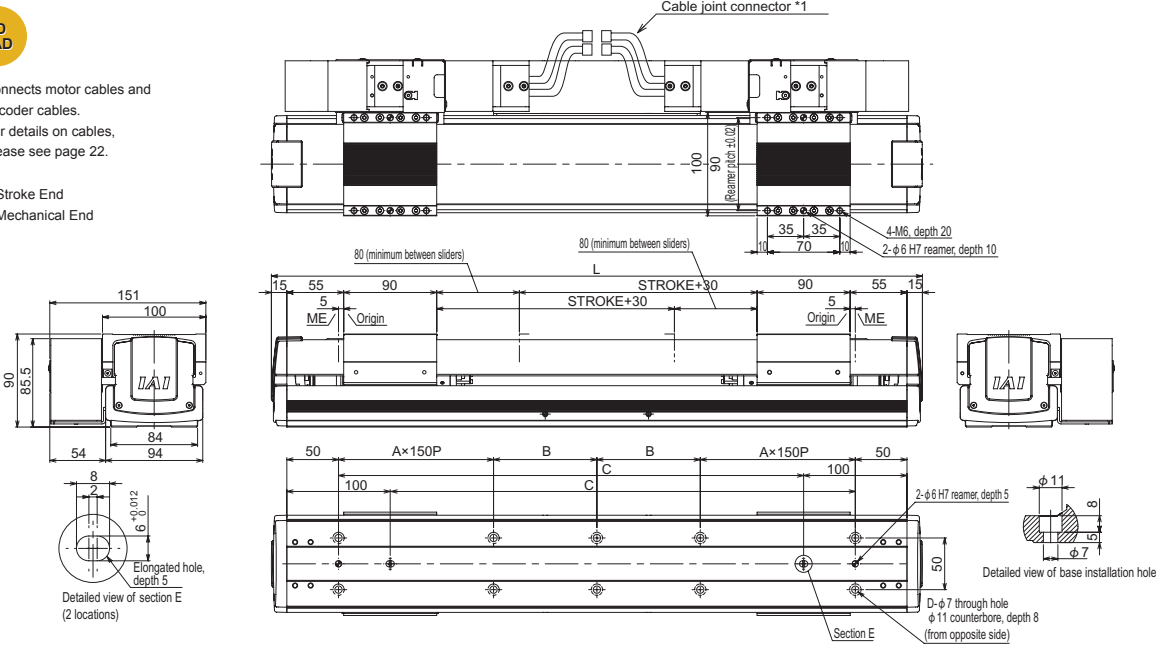 Cable joint connector *1
connects motor cables and
coder cables.
r details on cables,
ease see page 22.
Stroke End
Mechanical End
100
90
(Reamer pitch ±0.02)
35
35
10
70
10
4-M6, depth 20
2-φ6 H7 reamer, depth 10
80 (minimum between sliders)
80 (minimum between sliders)
L
15
55
90
STROKE+30
90
55
15
STROKE+30
5
ME
Origin
5
Origin
ME
151
100
90
85.5
IAI
84
54
94
IAI
50
A×150P
B
B
A×150P
50
C
100
100
C
2-φ6 H7 reamer, depth 5
50
D-φ7 through hole
φ11 counterbore, depth 8
(from opposite side)
Section E
8
2
6 +0.012 0
Elongated hole,
depth 5
Detailed view of section E
(2 locations)
φ11
8
5
φ7
Detailed view of base installation hole